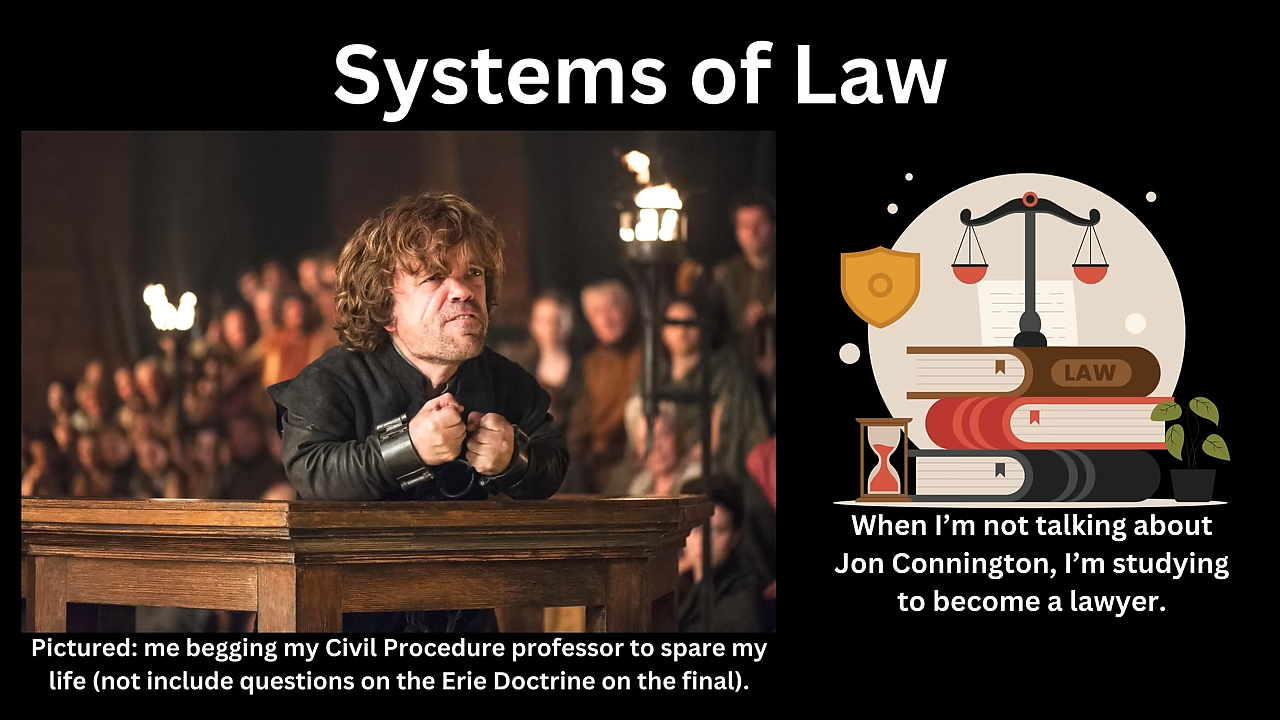 Systems of Law
LAW
When I’m not talking about
Jon Connington, I’m studying
to become a lawyer.
Pictured: me begging my Civil Procedure professor to spare my
life (not include questions on the Erie Doctrine on the final).